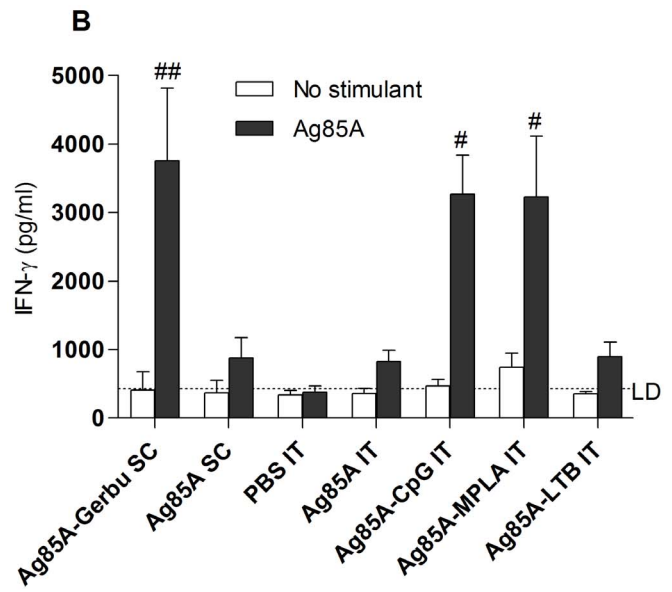 B
##
5000
No stimulant
Ag85A
4000
#
#
3000
2000
1000
0
IFN-γ (pg/ml)
LD
Ag85A-Gerbu SC
Ag85A SC
PBS IT
Ag85A IT
Ag85A-CpG IT
Ag85A-MPLA IT
Ag85A-LTB IT